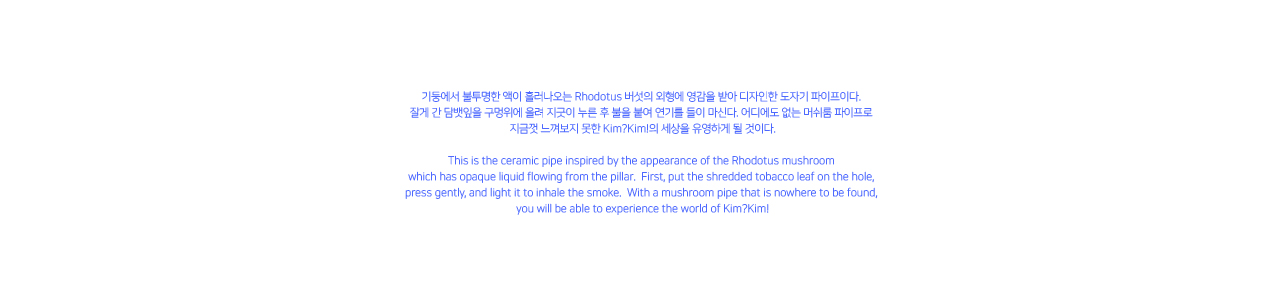 기둥에서 불투명한 액이 흘러나오는 Rhodotus 버섯의 외형에 영감을 받아 디자인한 도자기 파이프이다.
잘게 간 담뱃잎을 구멍위에 올려 지긋이 누른 후 불을 붙여 연기를 들이 마신다. 어디에도 없는 머쉬룸 파이프로
지금껏 느껴보지 못한 Kim?Kim!의 세상을 유영하게 될 것이다.
This is the ceramic pipe inspired by the appearance of the Rhodotus mushroom
which has opaque liquid flowing from the pillar. First, put the shredded tobacco leaf on the hole,
press gently, and light it to inhale the smoke. With a mushroom pipe that is nowhere to be found,
you will be able to experience the world of Kim?Kim!